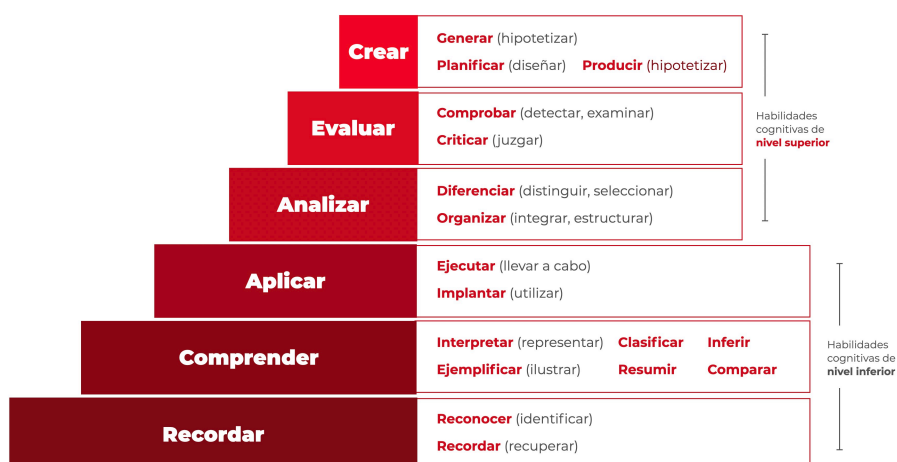 Crear
Generar (hipotetizar)
Planificar (diseñar) Producir (hipotetizar)
Evaluar
Comprobar (detectar, examinar)
Criticar (juzgar)
Habilidades
cognitivas de
nivel superior
Analizar
Diferenciar (distinguir, seleccionar)
Organizar (integrar, estructurar)
Aplicar
Ejecutar (llevar a cabo)
Implantar (utilizar)
Comprender
Interpretar (representar) Clasificar Inferir
Ejemplificar (ilustrar) Resumir Comparar
Habilidades
cognitivas de
nivel inferior
Recordar
Reconocer (identificar)
Recordar (recuperar)